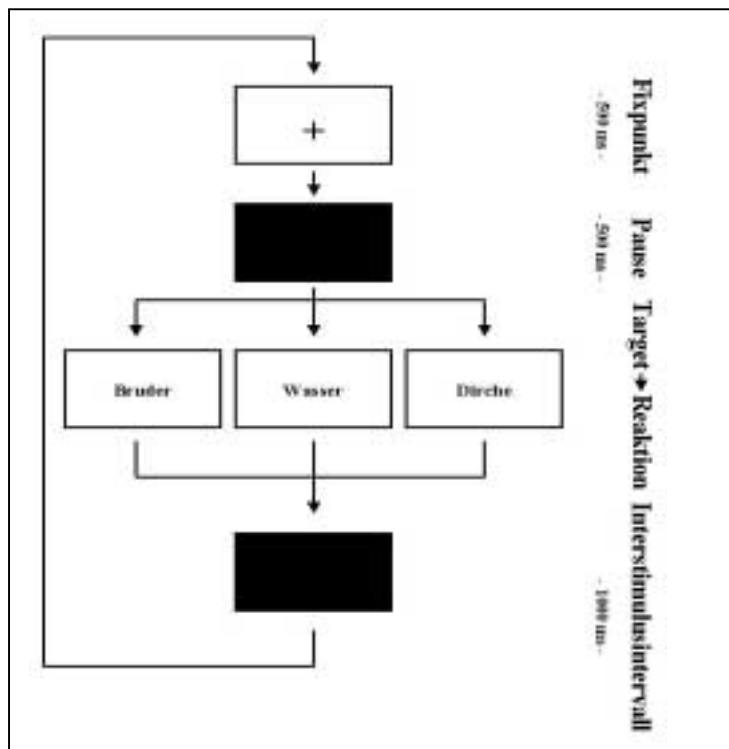 +
Bruder
Wasser
Dirche
Fixpunkt
- 500 ms -
Pause
- 500 ms -
Target → Reaktion
Interstimulusintervall
- 1000 ms -